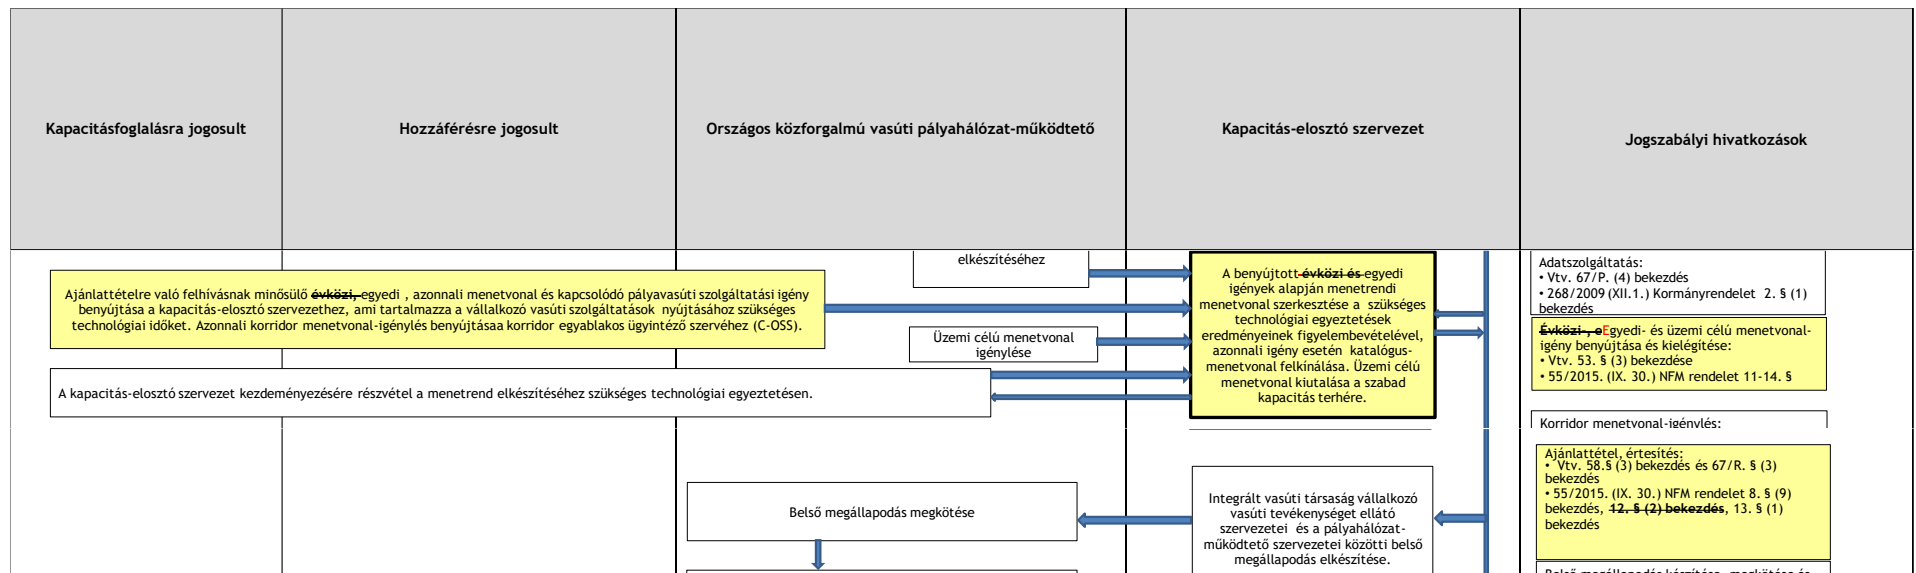 Kapacitásfoglalásra jogosult
Hozzáférésre jogosult
Országos közforgalmú vasúti pályahálózat-működtető
Kapacitás-elosztó szervezet
Jogszabályi hivatkozások
elkészítéséhez
Ajánlattételre való felhívásnak minősülő évközi, egyedi , azonnali menetvonal és kapcsolódó pályavasúti szolgáltatási igény
benyújtása a kapacitás-elosztó szervezethez, ami tartalmazza a vállalkozó vasúti szolgáltatások nyújtásához szükséges
technológiai időket. Azonnali korridor menetvonal-igénylés benyújtásaa korridor egyablakos ügyintéző szervéhez (C-OSS).
Üzemi célú menetvonal
igénylése
A kapacitás-elosztó szervezet kezdeményezésére részvétel a menetrend elkészítéséhez szükséges technológiai egyeztetésen.
A benyújtott évközi és egyedi
igények alapján menetrendi
menetvonal szerkesztése a szükséges
technológiai egyeztetések
eredményeinek figyelembevételével,
azonnali igény esetén katalógus-
menetvonal felkínálása. Üzemi célú
menetvonal kiutalása a szabad
kapacitás terhére.
Adatszolgáltatás:
• Vtv. 67/P. (4) bekezdés
• 268/2009 (XII.1.) Kormányrendelet 2. § (1)
bekezdés
Évközi-, eEgyedi- és üzemi célú menetvonal-
igény benyújtása és kielégítése:
• Vtv. 53. § (3) bekezdése
• 55/2015. (IX. 30.) NFM rendelet 11-14. §
Korridor menetvonal-igénylés:
Ajánlattétel, értesítés:
• Vtv. 58.§ (3) bekezdés és 67/R. § (3)
bekezdés
• 55/2015. (IX. 30.) NFM rendelet 8. § (9)
bekezdés, 12. § (2) bekezdés, 13. § (1)
bekezdés
Belső megállapodás megkötése
Integrált vasúti társaság vállalkozó
vasúti tevékenységet ellátó
szervezetei és a pályahálózat-
működtető szervezetei közötti belső
megállapodás elkészítése.
Belső megállapodás készítése, megkötése és